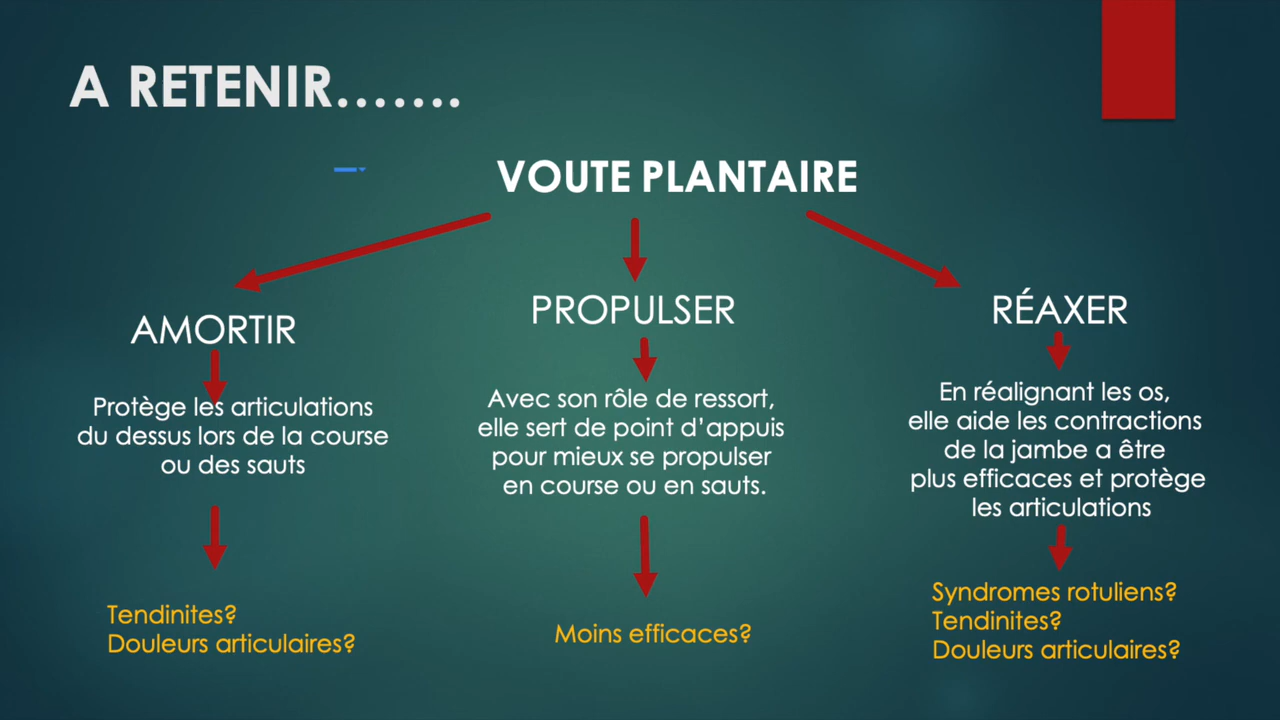 A RETENIR.......
VOUTE PLANTAIRE
AMORTIR
Protège les articulations
du dessus lors de la course
ou des sauts
Tendinites?
Douleurs articulaires?
PROPULSER
Avec son rôle de ressort,
elle sert de point d'appuis
pour mieux se propulser
en course ou en sauts.
Moins efficaces?
RÉAXER
En réalignant les os,
elle aide les contractions
de la jambe a être
plus efficaces et protège
les articulations
Syndromes rotuliens?
Tendinites?
Douleurs articulaires?